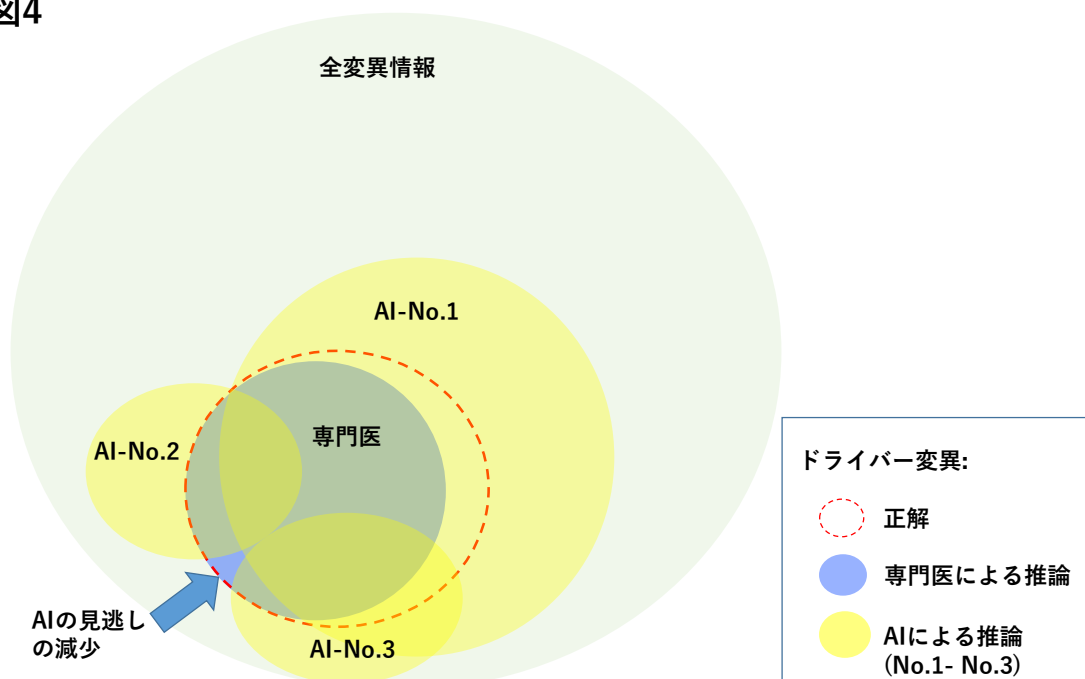 図4
全変異情報
AI-No.1
専門医
AI-No.2
AIの見逃し
の減少
AI-No.3
ドライバー変異:
正解
専門医による推論
AIによる推論
(No.1- No.3)